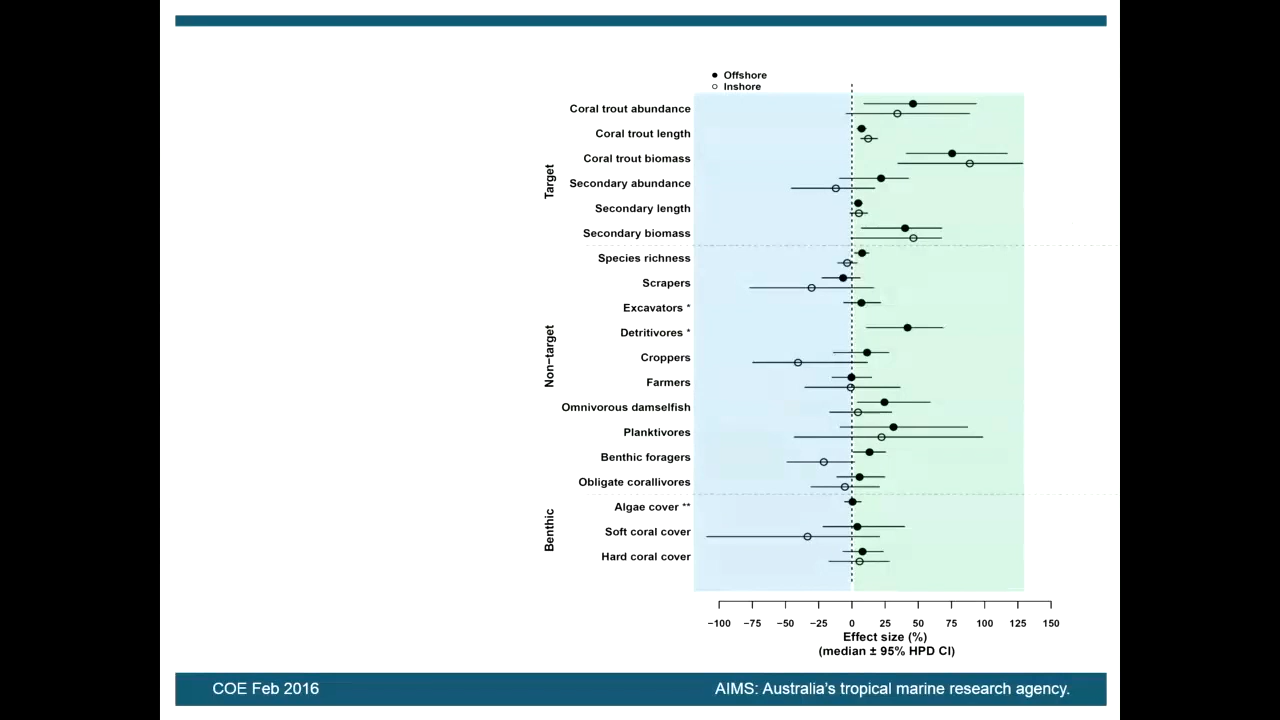 Offshore
Inshore
Target
Coral trout abundance
Coral trout length
Coral trout biomass
Secondary abundance
Secondary length
Secondary biomass
Non−target
Species richness
Scrapers
Excavators *
Detritivores *
Croppers
Farmers
Omnivorous damselfish
Planktivores
Benthic foragers
Obligate corallivores
Benthic
Algae cover **
Soft coral cover
Hard coral cover
−100 −75 −50 −25 0 25 50 75 100 125 150
Effect size (%)
(median ± 95% HPD CI)
COE Feb 2016
AIMS: Australia's tropical marine research agency.